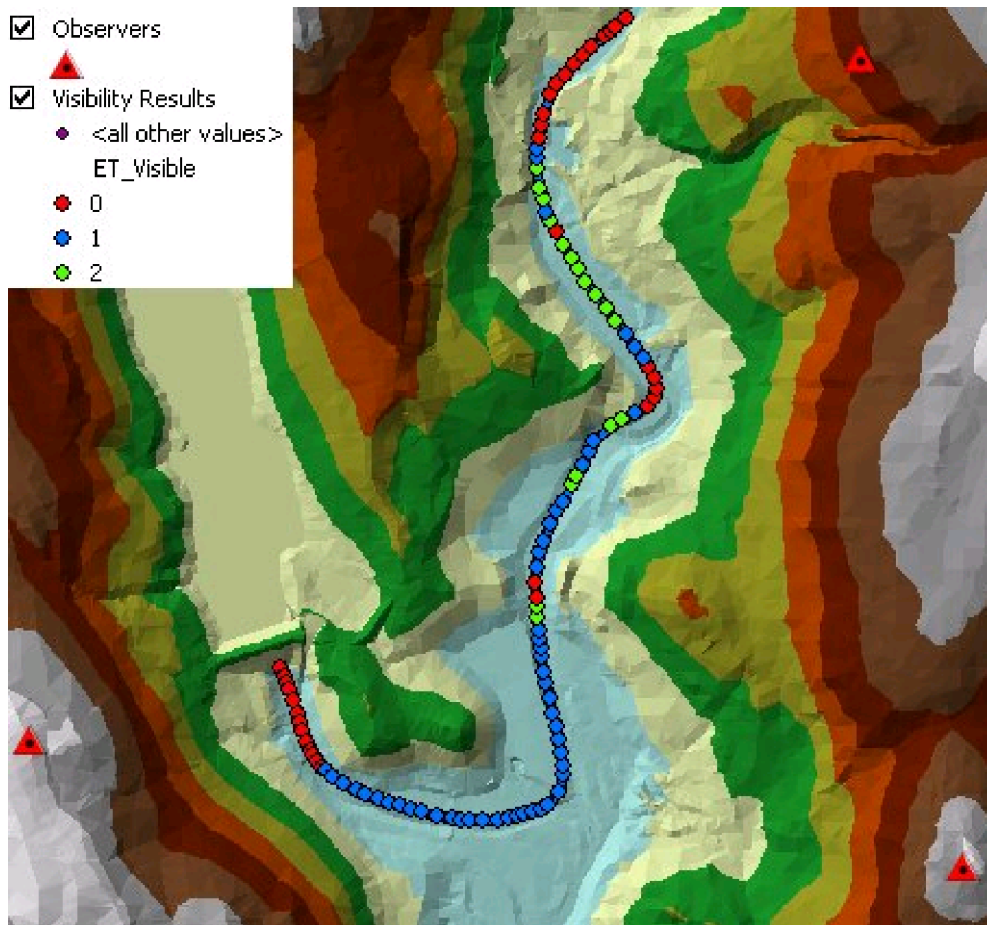 Observers
Visibility Results
<all other values>
ET_Visible
0
1
2